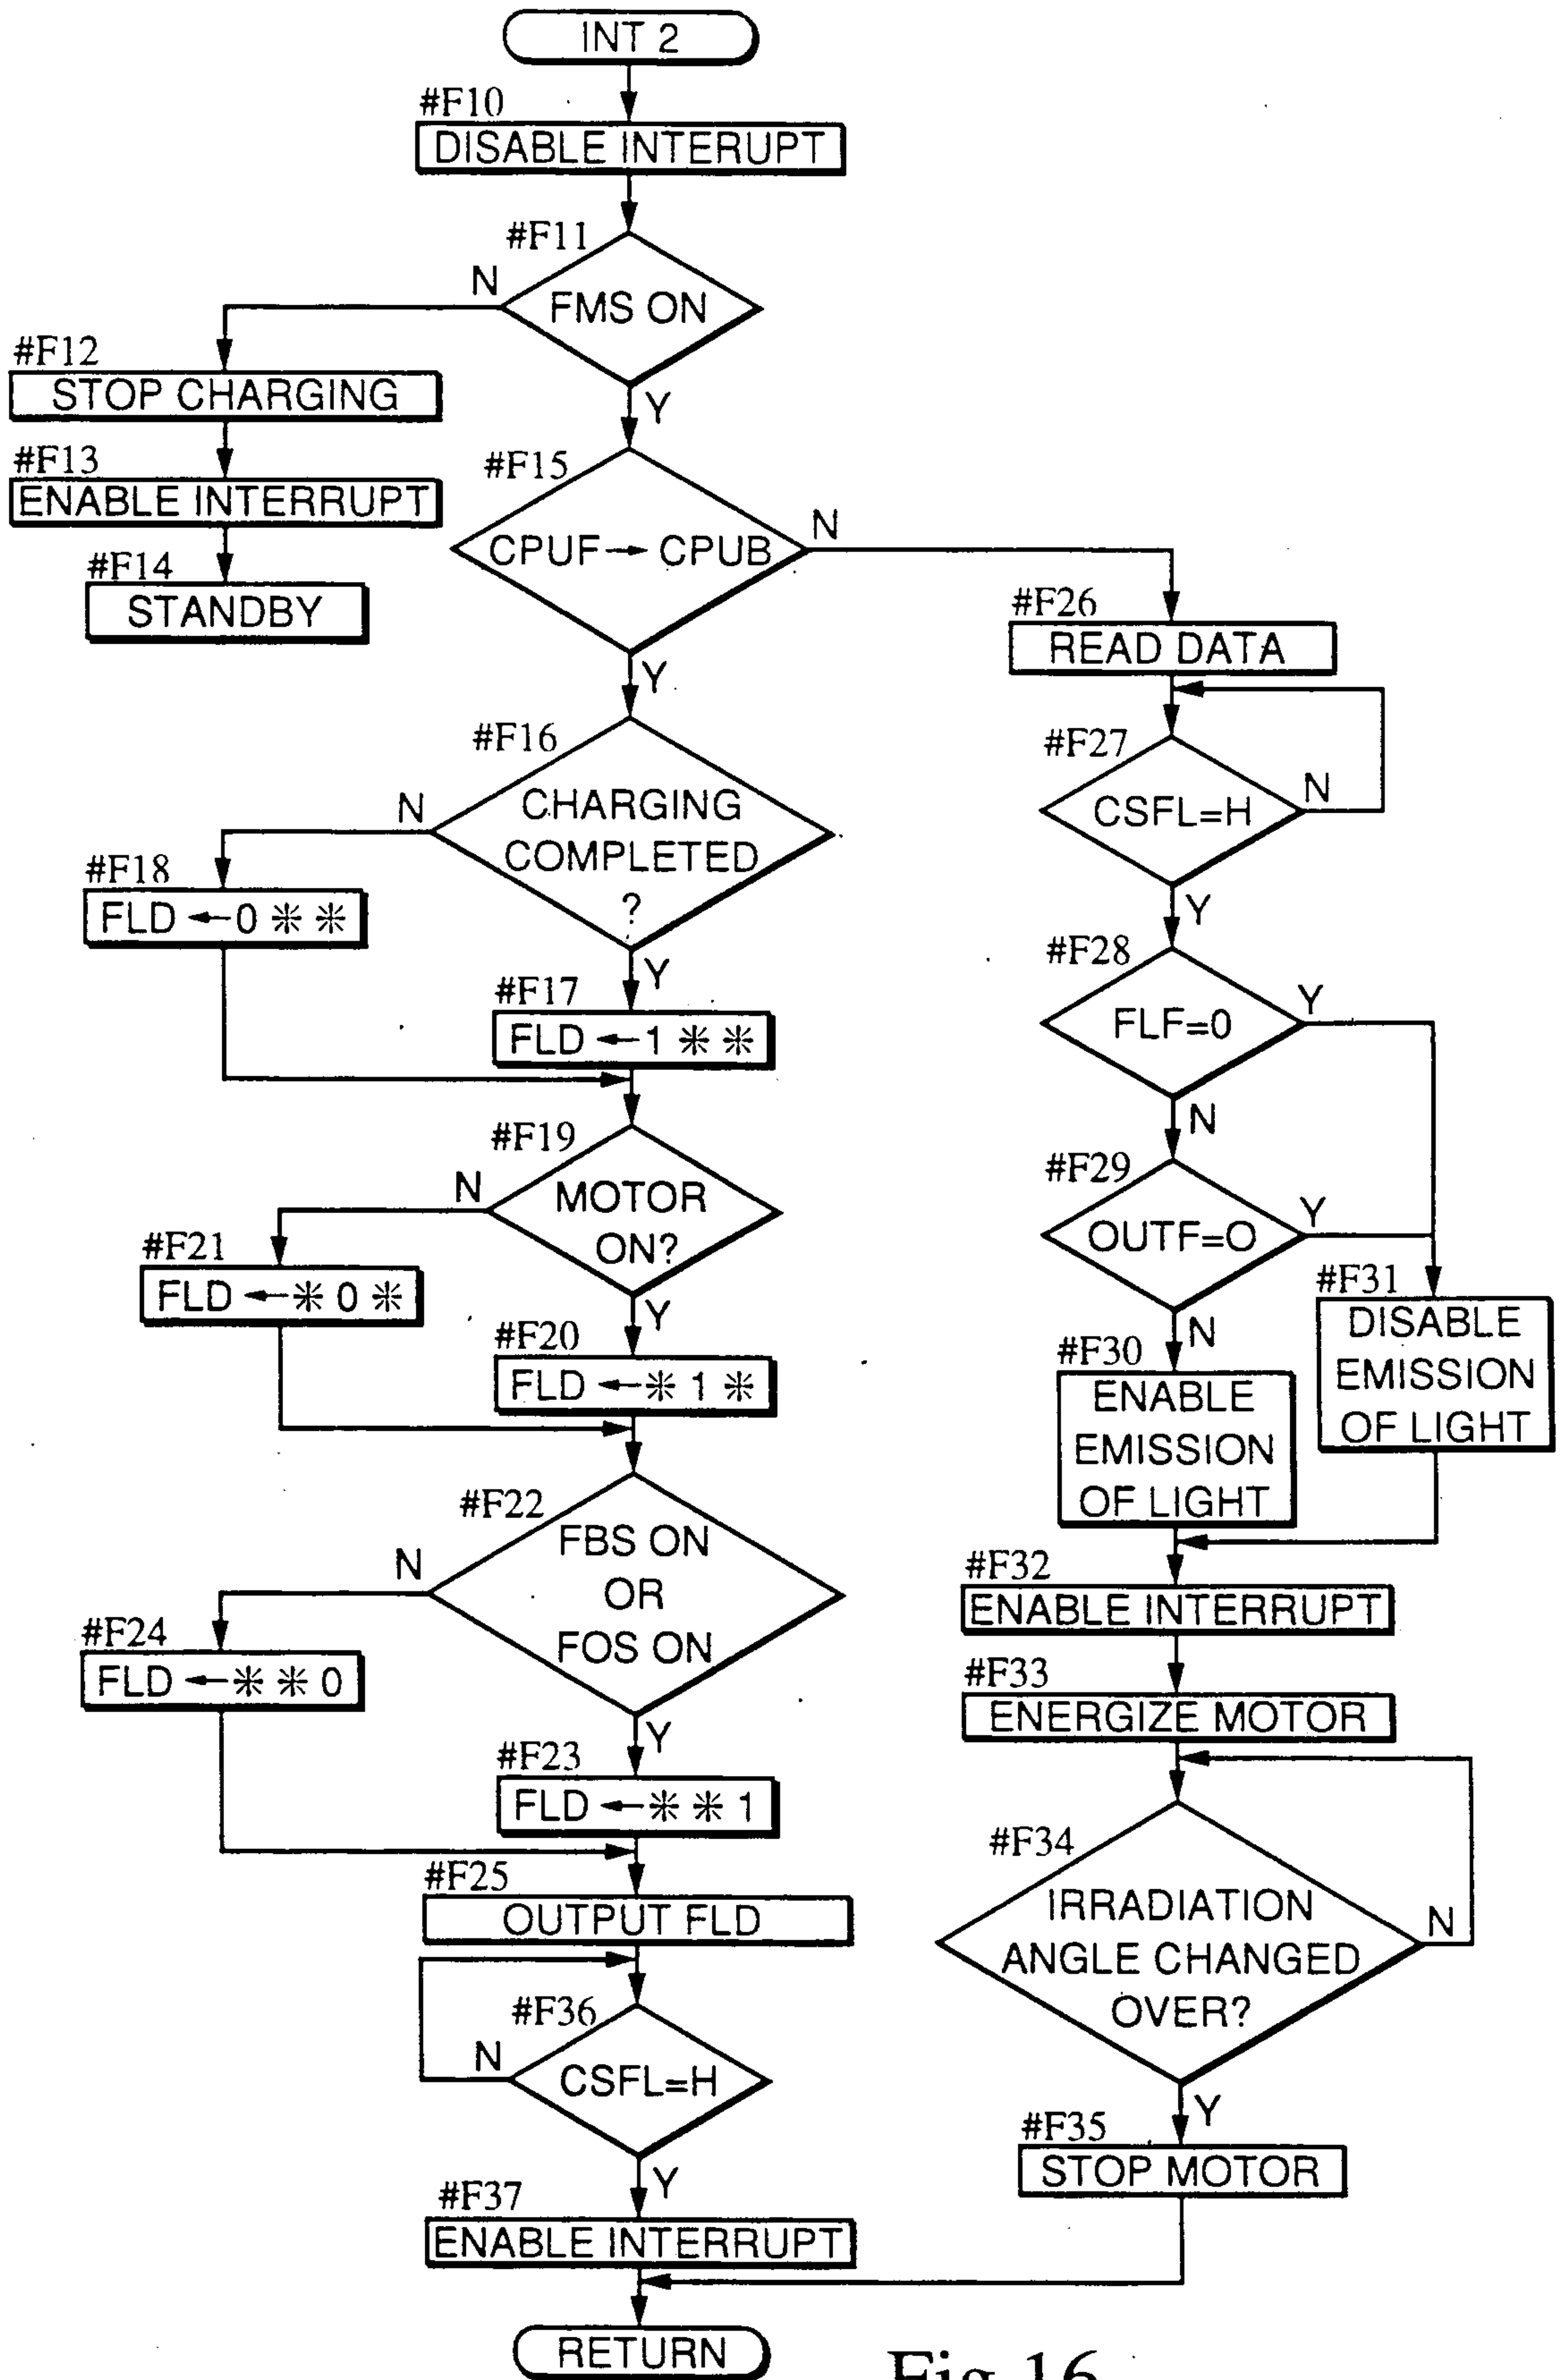 INT 2
#F10
DISABLE INTERUPT
#F11
FMS ON
N
Y
#F12
STOP CHARGING
#F13
ENABLE INTERRUPT
#F14
STANDBY
#F15
CPUF → CPUB
N
Y
#F16
CHARGING
COMPLETED
?
N
Y
#F18
FLD ← 0 ✳ ✳
#F17
FLD ← 1 ✳ ✳
#F19
MOTOR
ON?
N
Y
#F21
FLD ← ✳ 0 ✳
#F20
FLD ← ✳ 1 ✳
#F22
FBS ON
OR
FOS ON
N
Y
#F24
FLD ← ✳ ✳ 0
#F23
FLD ← ✳ ✳ 1
#F25
OUTPUT FLD
#F36
CSFL=H
N
Y
#F37
ENABLE INTERRUPT
RETURN
#F26
READ DATA
#F27
CSFL=H
N
Y
#F28
FLF=0
Y
N
#F29
OUTF=O
Y
N
#F31
DISABLE
EMISSION
OF LIGHT
#F30
ENABLE
EMISSION
OF LIGHT
#F32
ENABLE INTERRUPT
#F33
ENERGIZE MOTOR
#F34
IRRADIATION
ANGLE CHANGED
OVER?
N
Y
#F35
STOP MOTOR
Fig.16